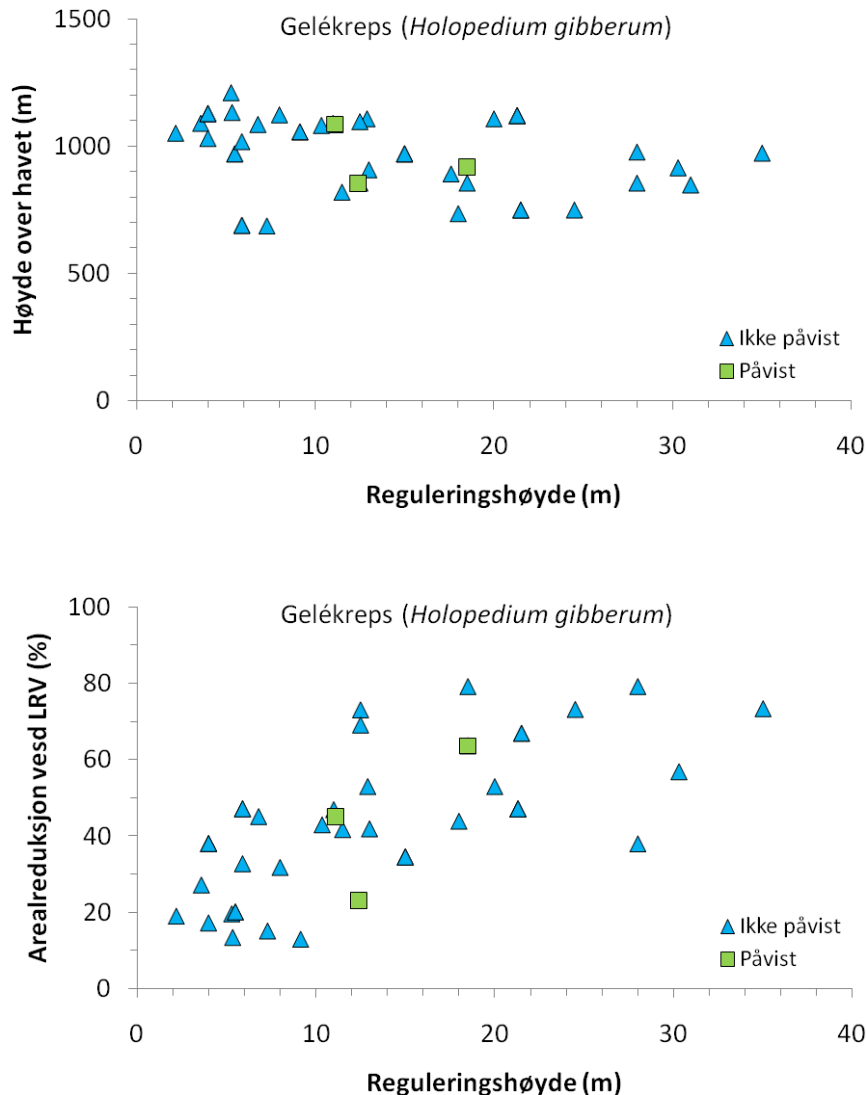 Gelékreps (Holopedium gibberum)
1500
1000
500
0
Høyde over havet (m)
Ikke påvist
Påvist
0 10 20 30 40
Reguleringshøyde (m)
Gelékreps (Holopedium gibberum)
100
80
60
40
20
0
Arealreduksjon vesd LRV (%)
Ikke påvist
Påvist
0 10 20 30 40
Reguleringshøyde (m)